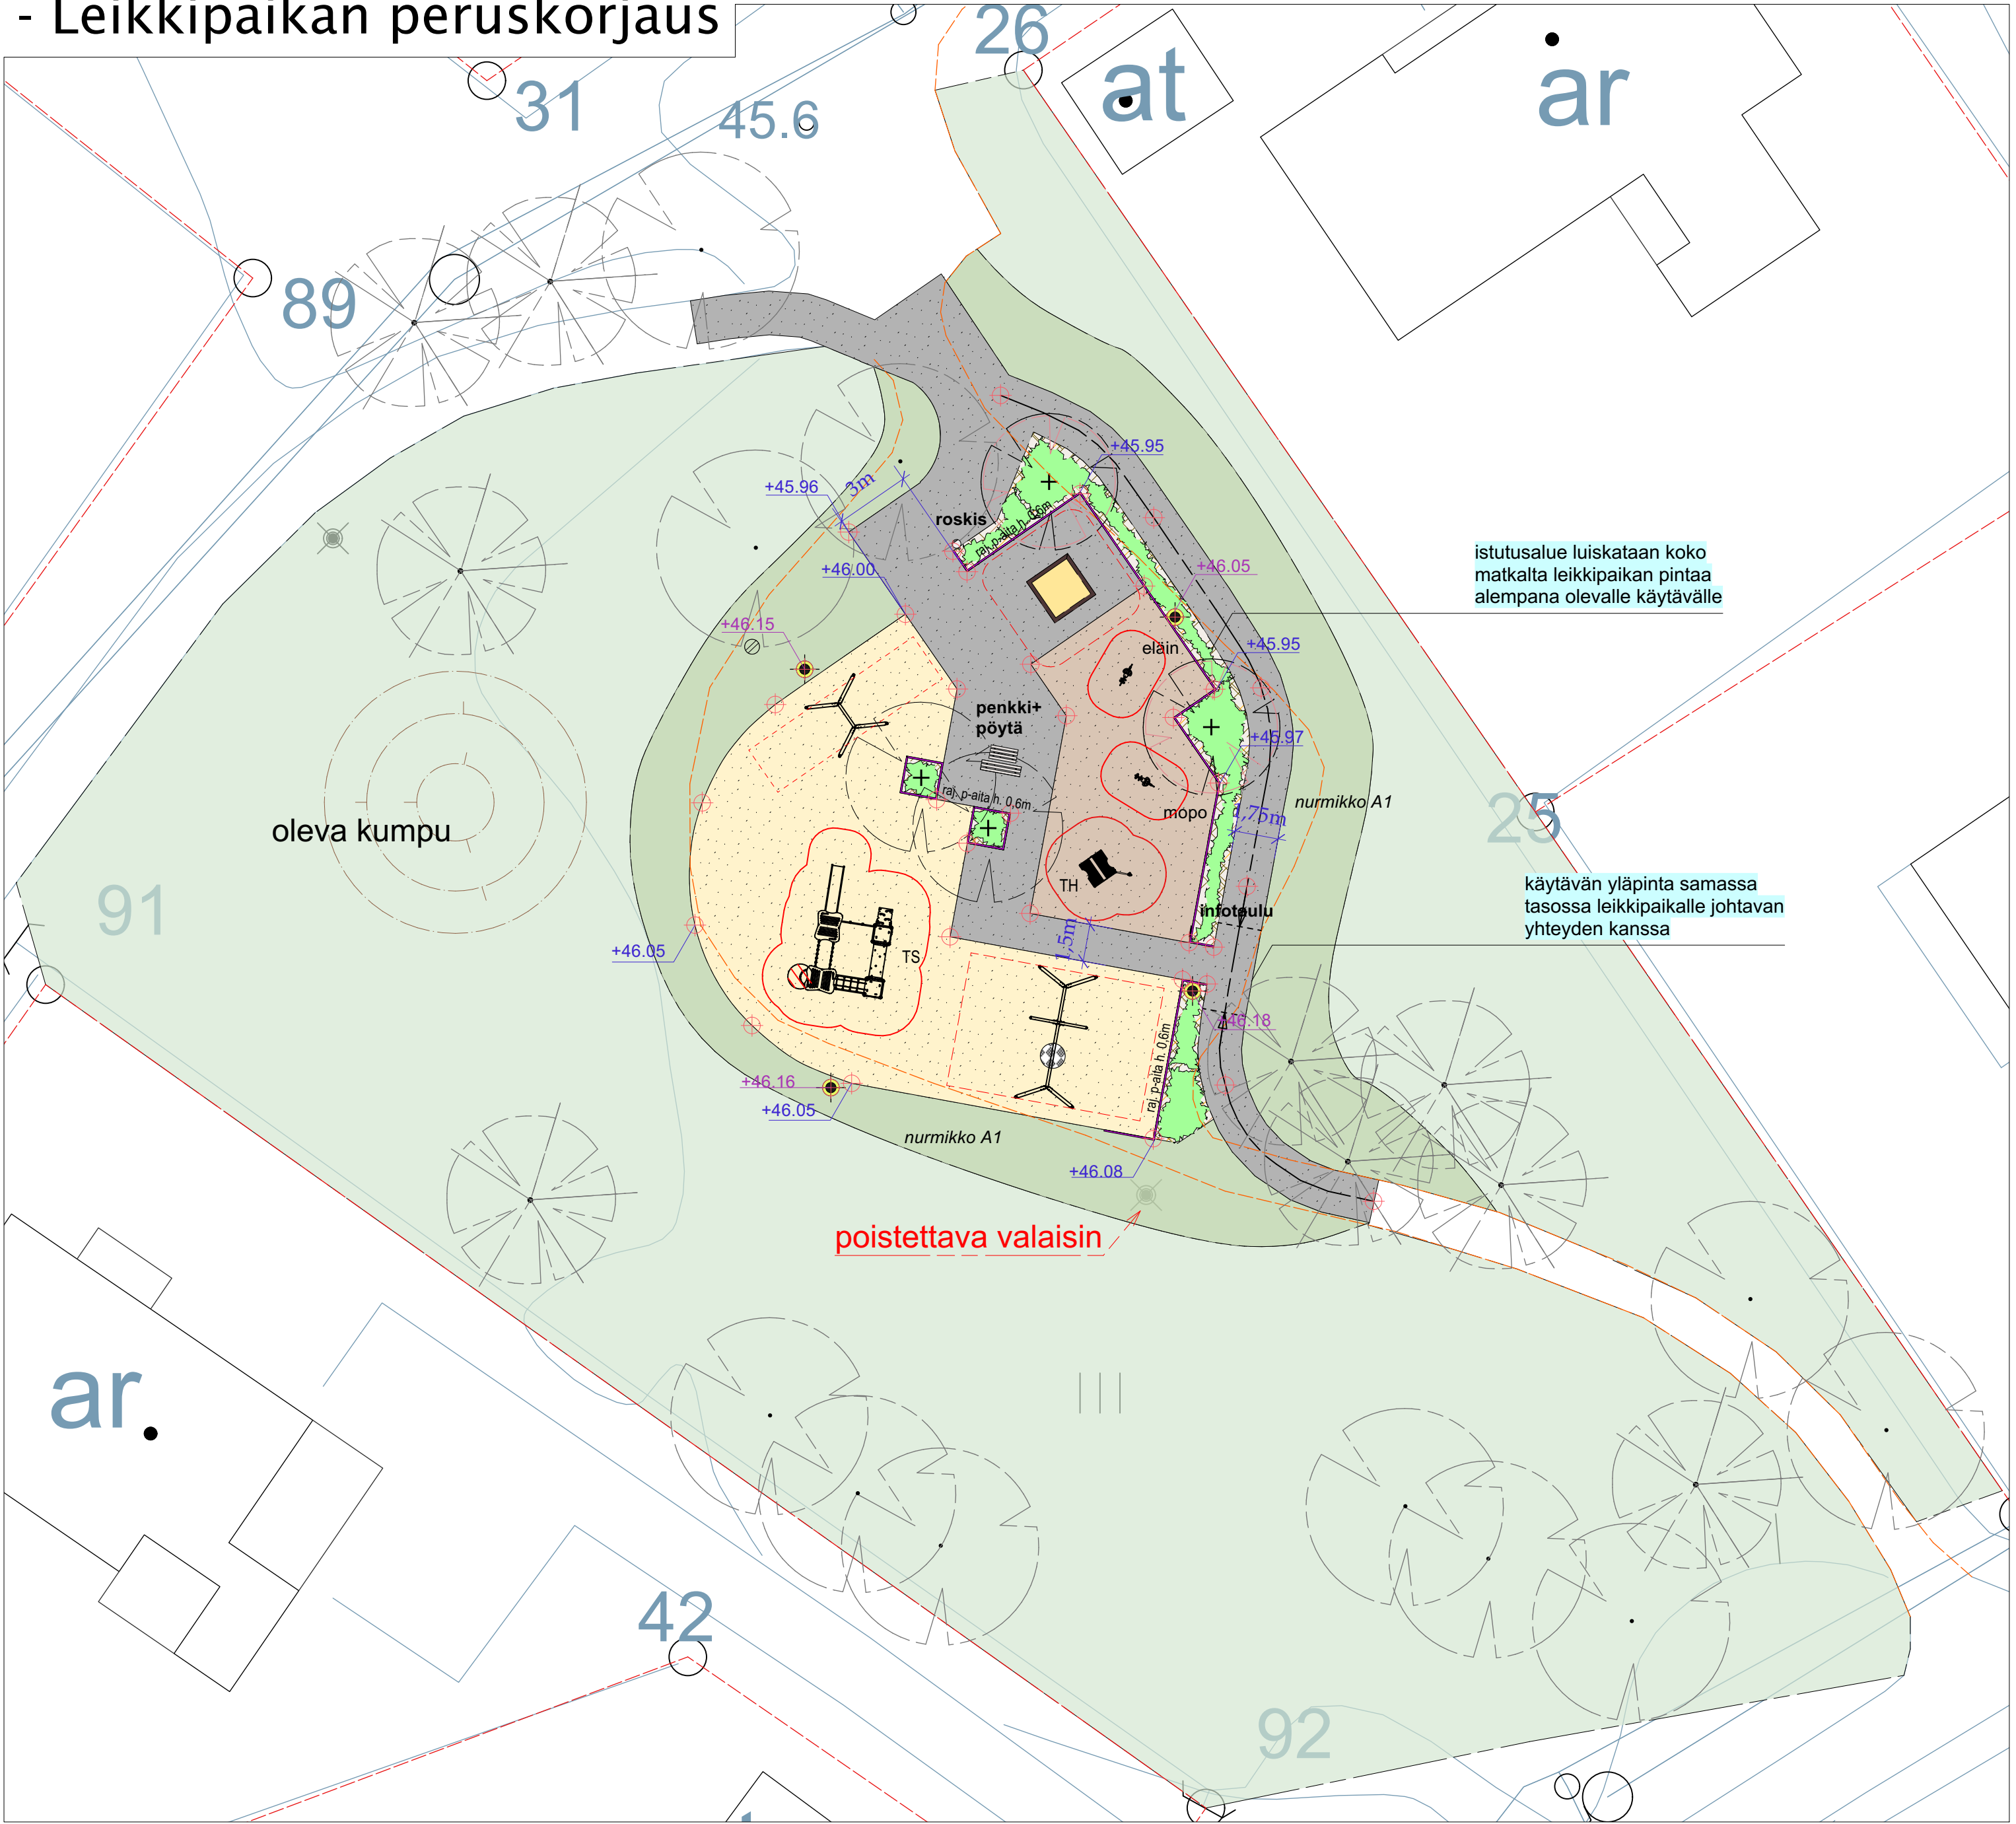 - Leikkipaikan peruskorjaus
26
at
ar
31
45.6
89
+45.95
+45.96
3m
roskis
raj. p-aita h. 0,6m
istutusalue luiskataan koko
matkalta leikkipaikan pintaa
alempana olevalle käytävälle
+46.00
+46.05
+46.15
eläin
+45.95
penkki+
pöytä
+45.97
raj. p-aita h. 0,6m
nurmikko A1
mopo
1,75m
25
oleva kumpu
91
TH
käytävän yläpinta samassa
tasossa leikkipaikalle johtavan
yhteyden kanssa
infotaulu
1,5m
+46.05
TS
+46.18
raj. p-aita h. 0,6m
+46.16
+46.05
nurmikko A1
+46.08
poistettava valaisin
ar
42
92